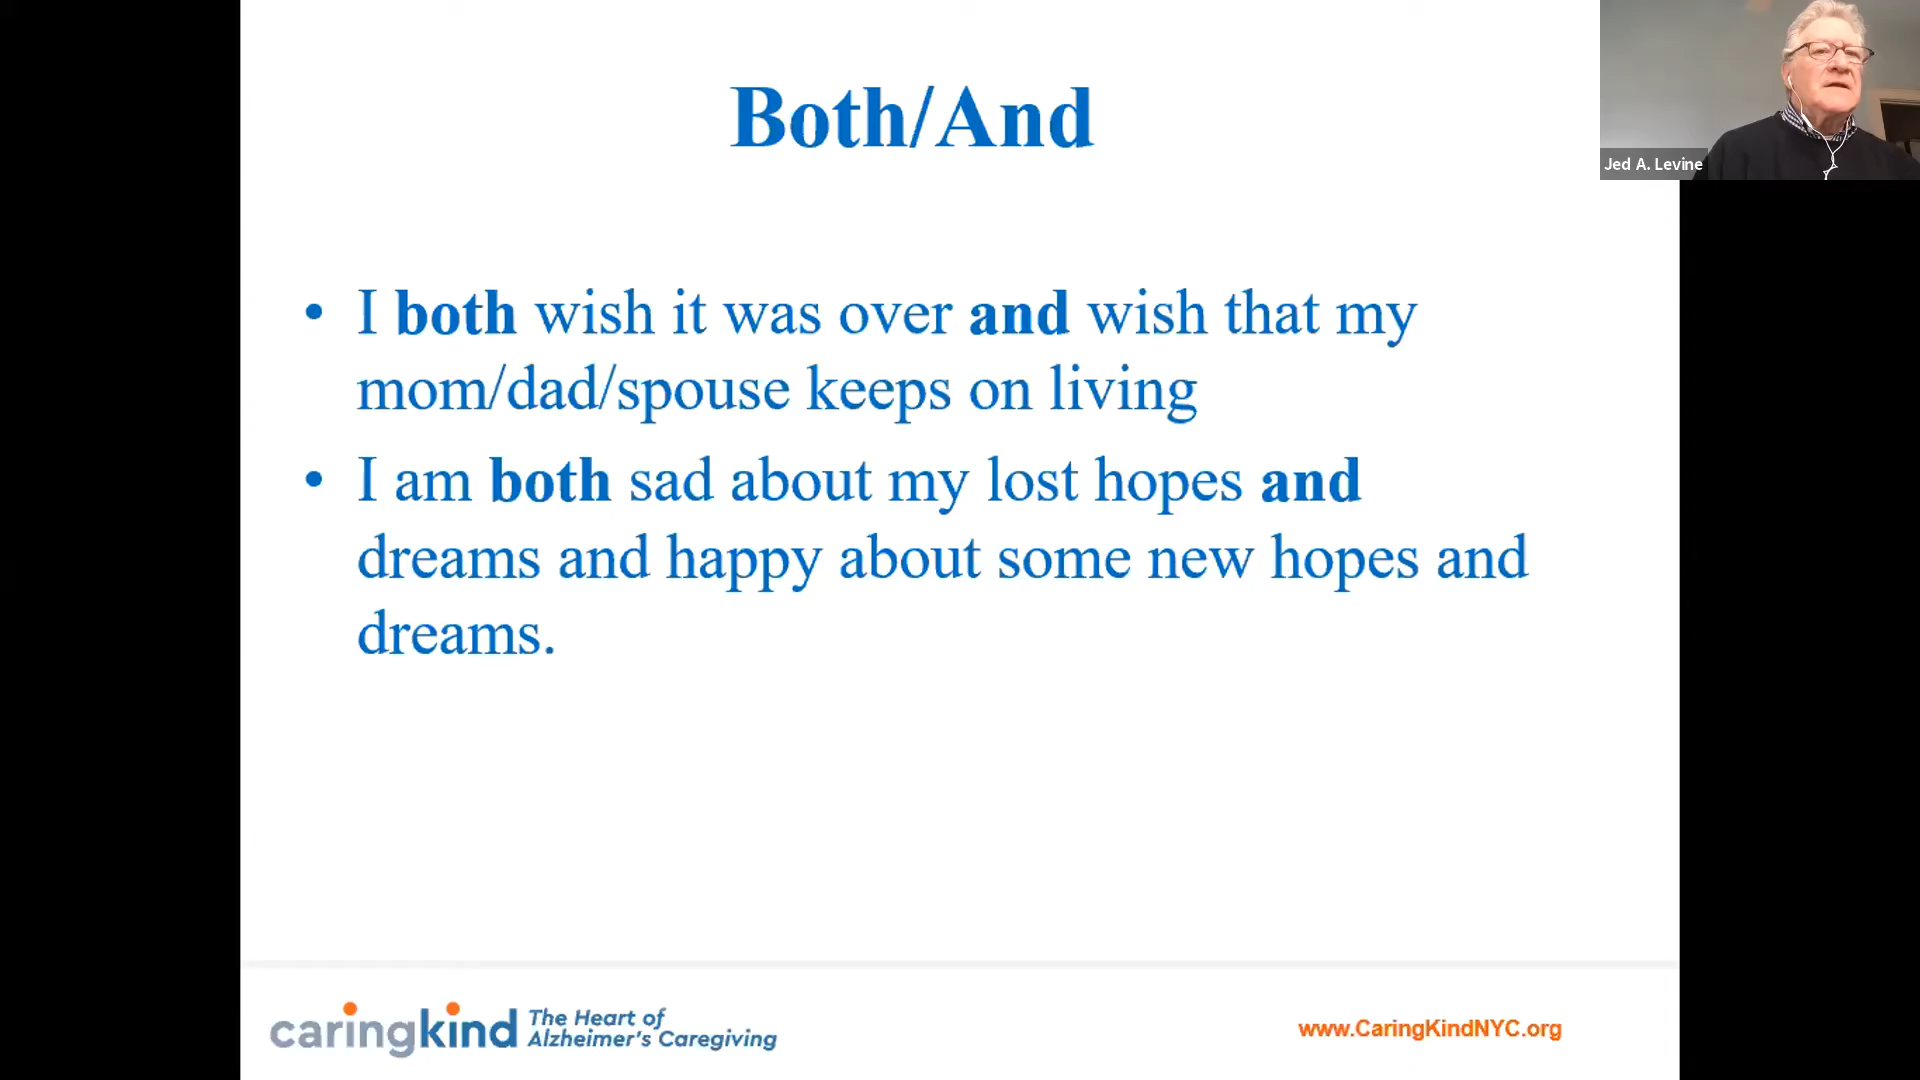 Both/And
Jed A. Levine
• I both wish it was over and wish that my
mom/dad/spouse keeps on living
• I am both sad about my lost hopes and
dreams and happy about some new hopes and
dreams.
caringkind The Heart of
Alzheimer's Caregiving
www.CaringKindNYC.org